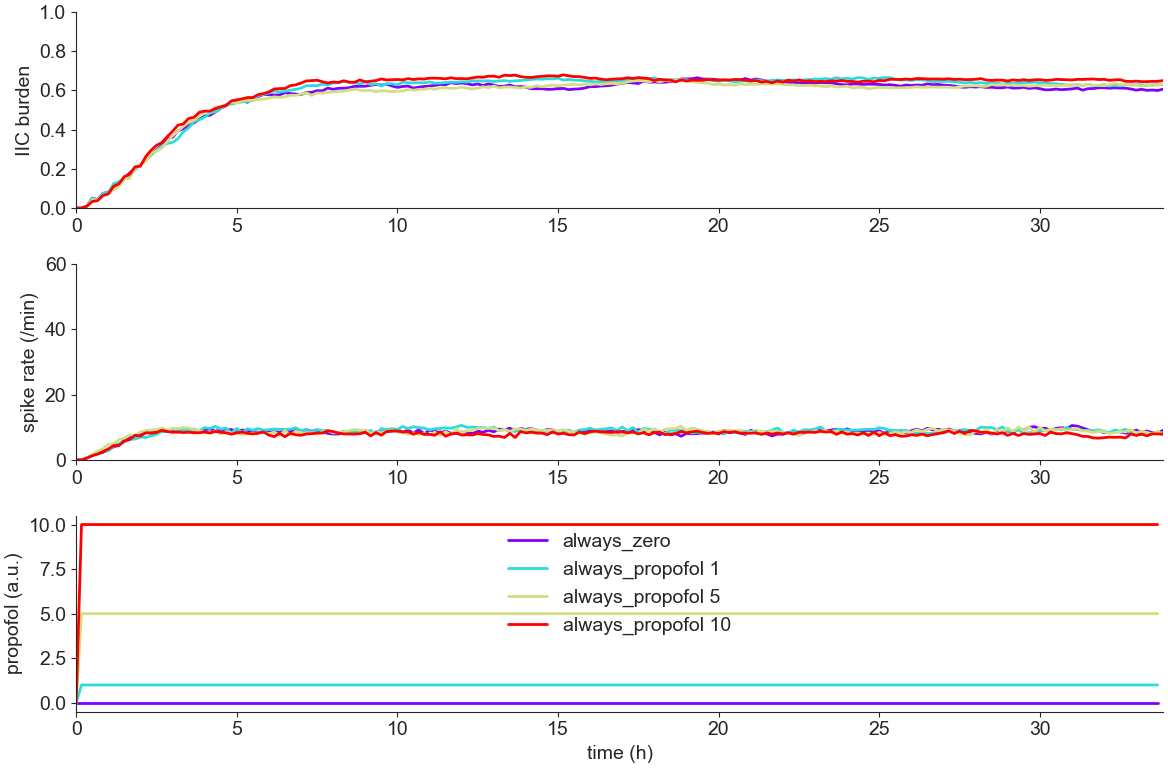 IIC burden
1.0
0.8
0.6
0.4
0.2
0.0
0 5 10 15 20 25 30
spike rate (/min)
60
40
20
0
0 5 10 15 20 25 30
propofol (a.u.)
10.0
7.5
5.0
2.5
0.0
always_zero
always_propofol 1
always_propofol 5
always_propofol 10
0 5 10 15 20 25 30
time (h)